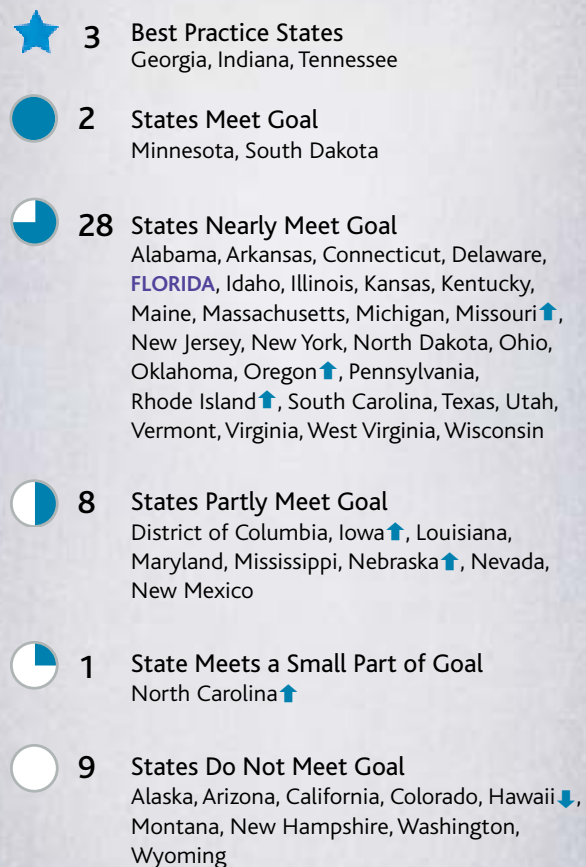 3 Best Practice States
Georgia, Indiana, Tennessee
2 States Meet Goal
Minnesota, South Dakota
28 States Nearly Meet Goal
Alabama, Arkansas, Connecticut, Delaware,
FLORIDA, Idaho, Illinois, Kansas, Kentucky,
Maine, Massachusetts, Michigan, Missouri⬆,
New Jersey, New York, North Dakota, Ohio,
Oklahoma, Oregon⬆, Pennsylvania,
Rhode Island⬆, South Carolina, Texas, Utah,
Vermont, Virginia, West Virginia, Wisconsin
8 States Partly Meet Goal
District of Columbia, Iowa⬆, Louisiana,
Maryland, Mississippi, Nebraska⬆, Nevada,
New Mexico
1 State Meets a Small Part of Goal
North Carolina⬆
9 States Do Not Meet Goal
Alaska, Arizona, California, Colorado, Hawaii⬇,
Montana, New Hampshire, Washington,
Wyoming